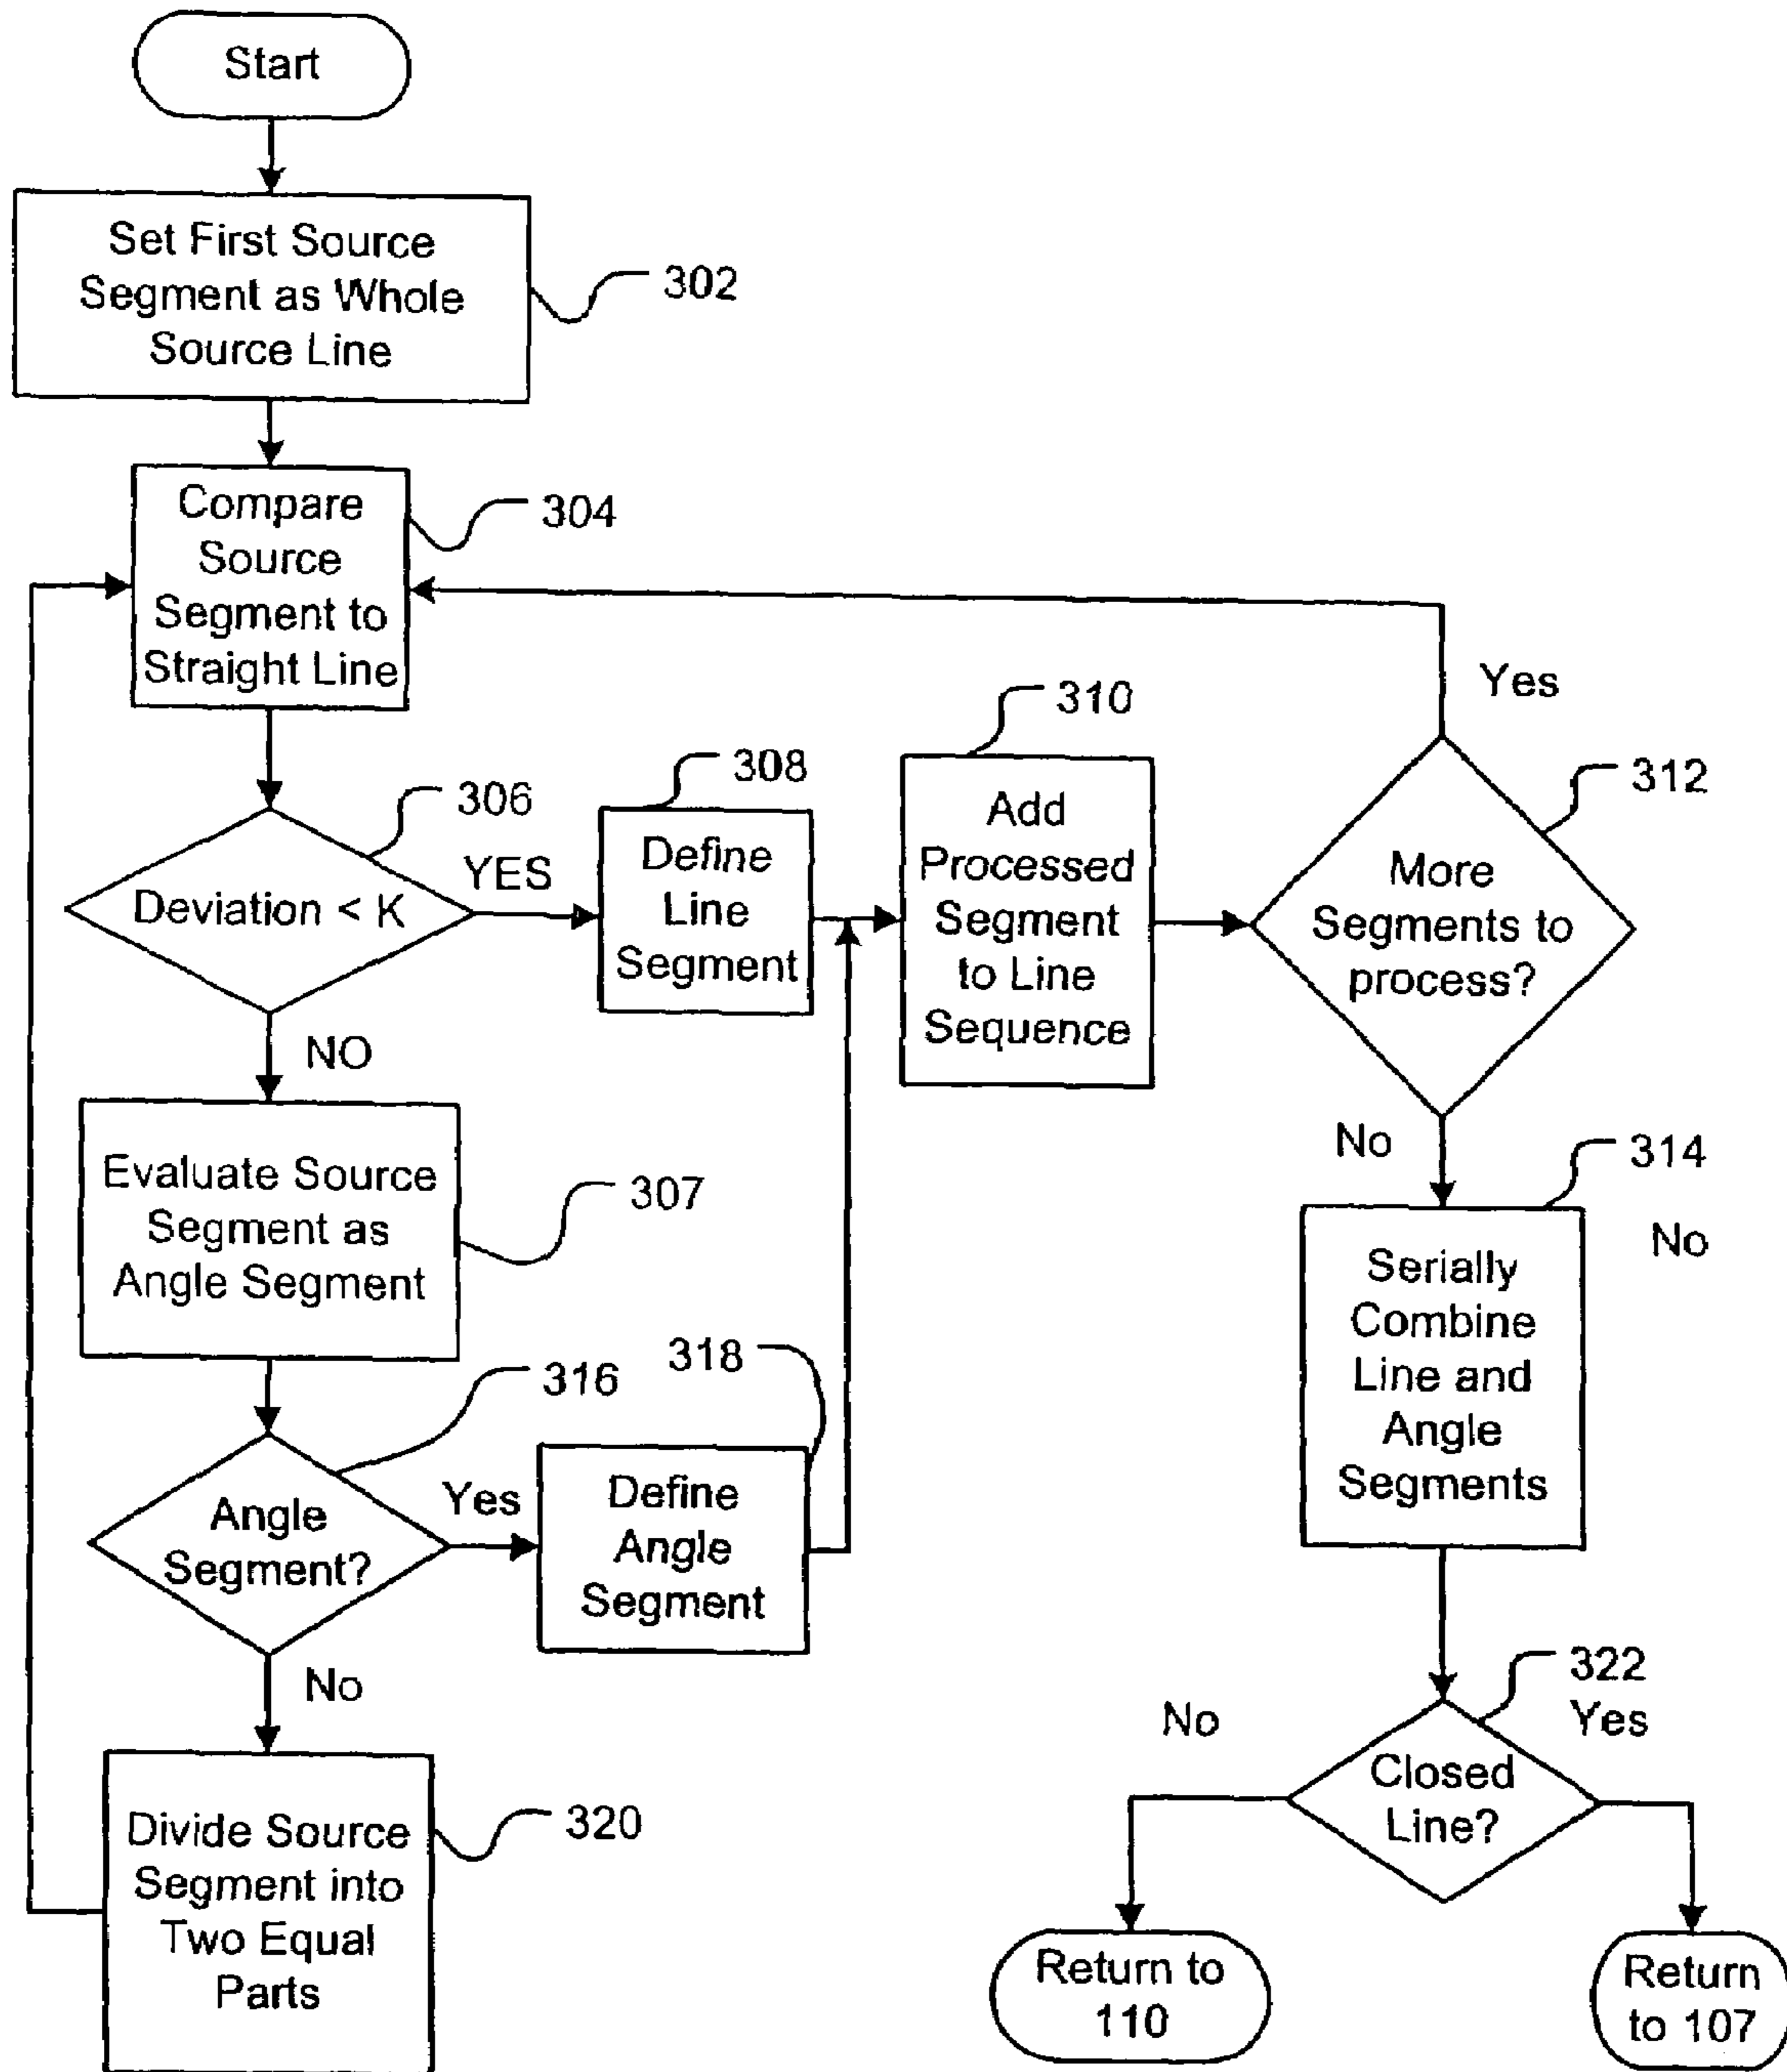 Start
Set First Source
Segment as Whole
Source Line
302
Compare
Source
Segment to
Straight Line
304
Deviation < K
306
YES
NO
308
Define
Line
Segment
310
Add
Processed
Segment
to Line
Sequence
Yes
312
More
Segments to
process?
No
Evaluate Source
Segment as
Angle Segment
307
314
No
Serially
Combine
Line and
Angle
Segments
316
Angle
Segment?
Yes
No
318
Define
Angle
Segment
Divide Source
Segment into
Two Equal
Parts
320
322
No
Yes
Closed
Line?
Return to
110
Return
to 107